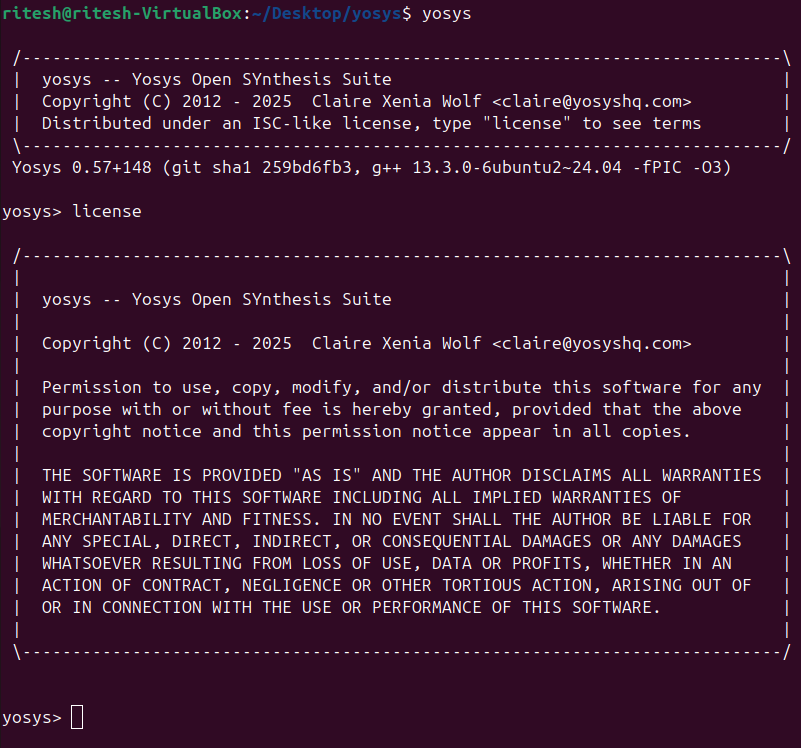 ritesh@ritesh-VirtualBox:~/Desktop/yosys$ yosys
/----------------------------------------------------------------------------\
|  yosys -- Yosys Open SYnthesis Suite                                       |
|  Copyright (C) 2012 - 2025  Claire Xenia Wolf <claire@yosyshq.com>         |
|  Distributed under an ISC-like license, type "license" to see terms        |
\----------------------------------------------------------------------------/
Yosys 0.57+148 (git sha1 259bd6fb3, g++ 13.3.0-6ubuntu2~24.04 -fPIC -O3)
yosys> license
/----------------------------------------------------------------------------\
|                                                                            |
|  yosys -- Yosys Open SYnthesis Suite                                       |
|                                                                            |
|  Copyright (C) 2012 - 2025  Claire Xenia Wolf <claire@yosyshq.com>         |
|                                                                            |
|  Permission to use, copy, modify, and/or distribute this software for any  |
|  purpose with or without fee is hereby granted, provided that the above    |
|  copyright notice and this permission notice appear in all copies.         |
|                                                                            |
|  THE SOFTWARE IS PROVIDED "AS IS" AND THE AUTHOR DISCLAIMS ALL WARRANTIES  |
|  WITH REGARD TO THIS SOFTWARE INCLUDING ALL IMPLIED WARRANTIES OF          |
|  MERCHANTABILITY AND FITNESS. IN NO EVENT SHALL THE AUTHOR BE LIABLE FOR   |
|  ANY SPECIAL, DIRECT, INDIRECT, OR CONSEQUENTIAL DAMAGES OR ANY DAMAGES    |
|  WHATSOEVER RESULTING FROM LOSS OF USE, DATA OR PROFITS, WHETHER IN AN     |
|  ACTION OF CONTRACT, NEGLIGENCE OR OTHER TORTIOUS ACTION, ARISING OUT OF   |
|  OR IN CONNECTION WITH THE USE OR PERFORMANCE OF THIS SOFTWARE.            |
|                                                                            |
\----------------------------------------------------------------------------/
yosys>